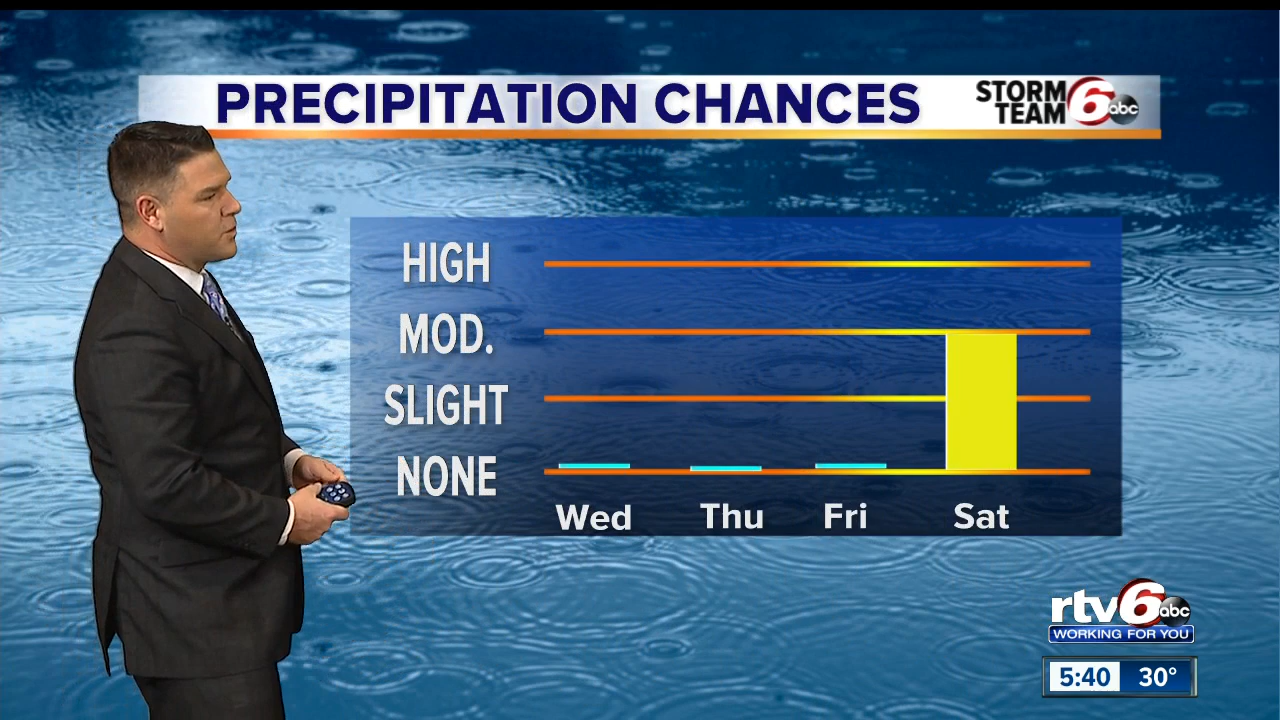 PRECIPITATION CHANCES
STORM
TEAM 6 abc
HIGH
MOD.
SLIGHT
NONE
Wed Thu Fri Sat
rtv6 abc
WORKING FOR YOU
5:40 30°